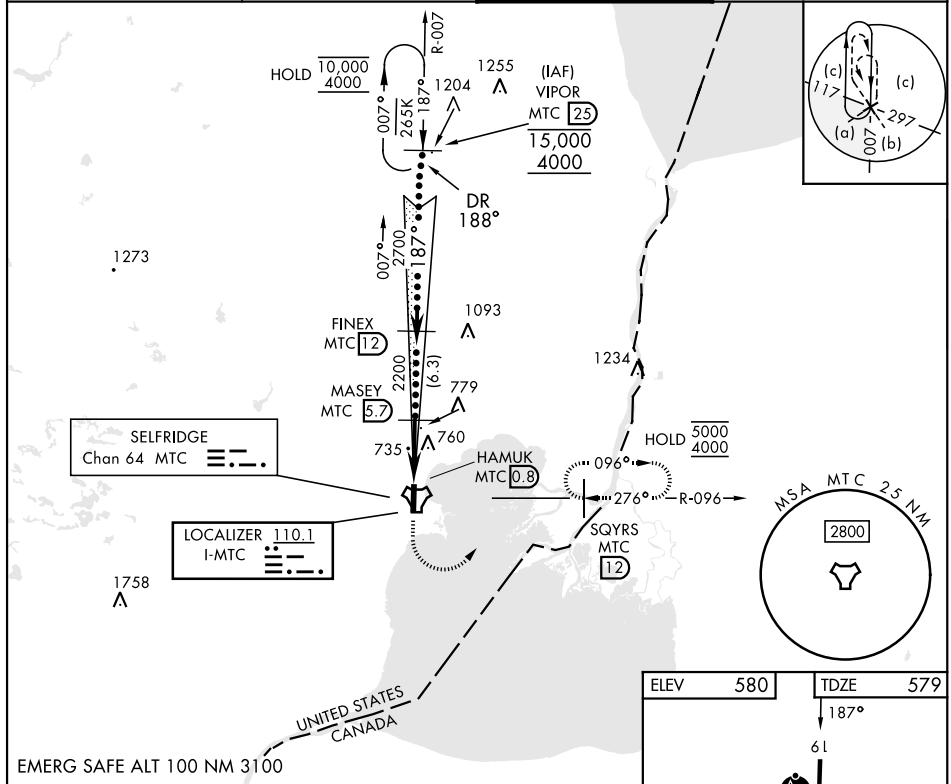 R-007
HOLD 10,000
4000
007°
265K
187°
1204
1255
(IAF)
VIPOR
MTC 25
15,000
4000
(c)
(c)
117
297
(a)
(b)
007
DR
188°
007°
2700
187°
1273
FINEX
MTC 12
1093
2200
(6.3)
1234
MASEY
MTC 5.7
779
735
760
HOLD 5000
4000
SELFRIDGE
Chan 64 MTC
HAMUK
MTC 0.8
096°
276°
R-096
SQYRS
MTC
12
LOCALIZER 110.1
I-MTC
MSA MTC 25 NM
2800
1758
UNITED STATES
CANADA
ELEV 580
TDZE 579
187°
19
EMERG SAFE ALT 100 NM 3100